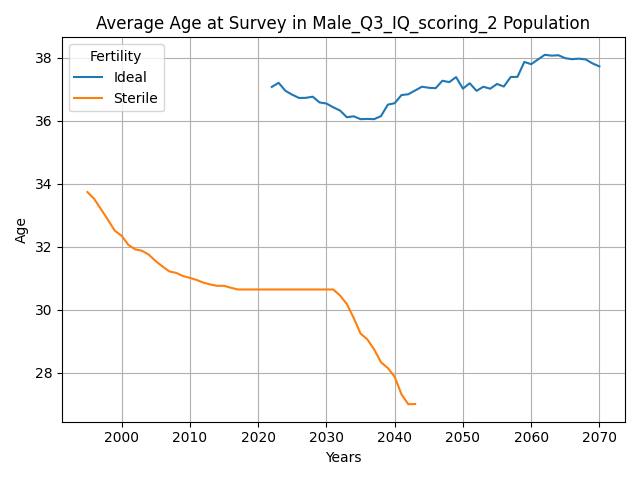 Average Age at Survey in Male_Q3_IQ_scoring_2 Population
Fertility
Ideal
Sterile
Age
38
36
34
32
30
28
2000
2010
2020
2030
2040
2050
2060
2070
Years